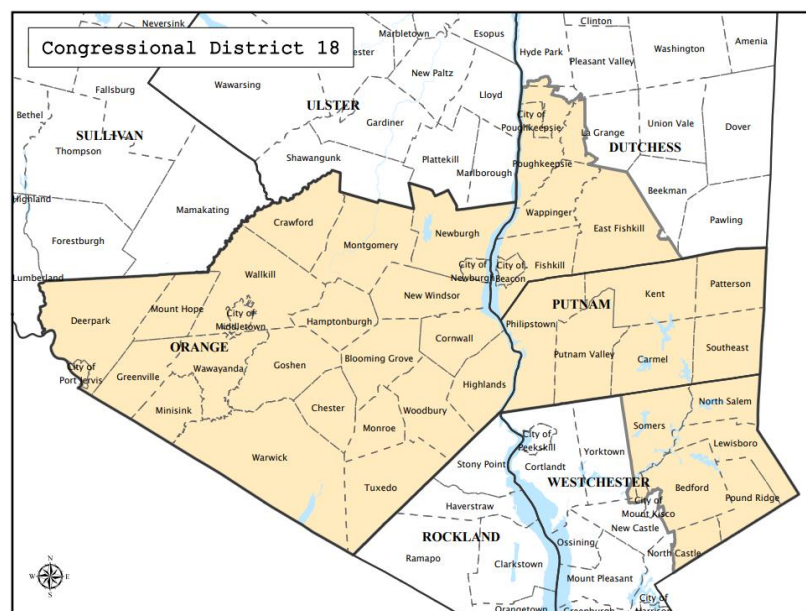 Congressional District 18
Neversink
Marbletown
Esopus
Clinton
Amenia
Hyde Park
Washington
Pleasant Valley
Fallsburg
Wawarsing
New Paltz
Lloyd
ULSTER
Bethel
SULLIVAN
Thompson
Gardiner
City of
Poughkeepsie
La Grange
Union Vale
Dover
DUTCHESS
Shawangunk
Plattekill
Marlborough
Poughkeepsie
Beekman
Highland
Mamakating
Crawford
Wappinger
East Fishkill
Pawling
Forestburgh
Montgomery
Newburgh
Lumberland
Wallkill
City of
Newburgh
City of
Beacon
Fishkill
Kent
Patterson
New Windsor
PUTNAM
Deerpark
Mount Hope
City of
Middletown
Hamptonburgh
Philipstown
ORANGE
Cornwall
Putnam Valley
Carmel
Southeast
City of
Port Jervis
Greenville
Wawayanda
Goshen
Blooming Grove
Highlands
Minisink
Chester
Woodbury
Monroe
North Salem
Somers
City of
Peekskill
Yorktown
Lewisboro
Warwick
Stony Point
Cortlandt
WESTCHESTER
Bedford
Pound Ridge
Tuxedo
City of
Mount Kisco
New Castle
Haverstraw
ROCKLAND
Ossining
North Castle
Ramapo
Clarkstown
Mount Pleasant
Orangetown
Greenburgh
City of
Harrison
N
W
E
S